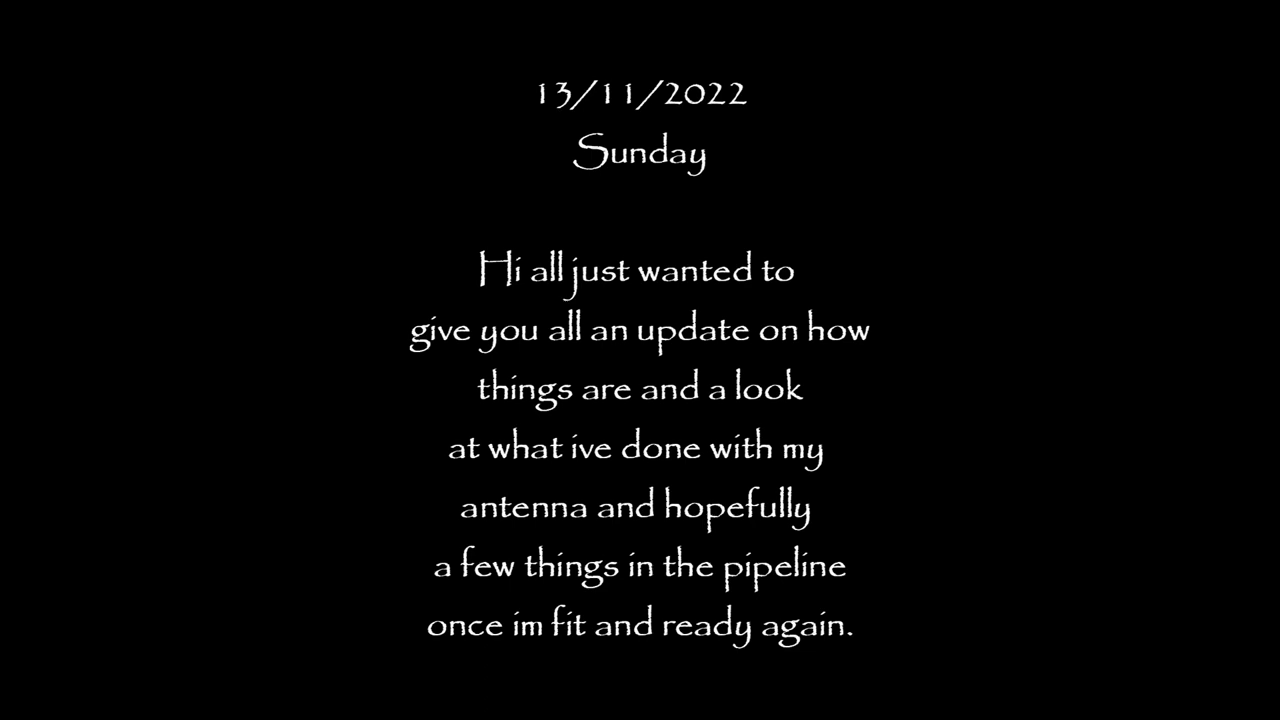 13/11/2022
Sunday
Hi all just wanted to
give you all an update on how
things are and a look
at what ive done with my
antenna and hopefully
a few things in the pipeline
once im fit and ready again.